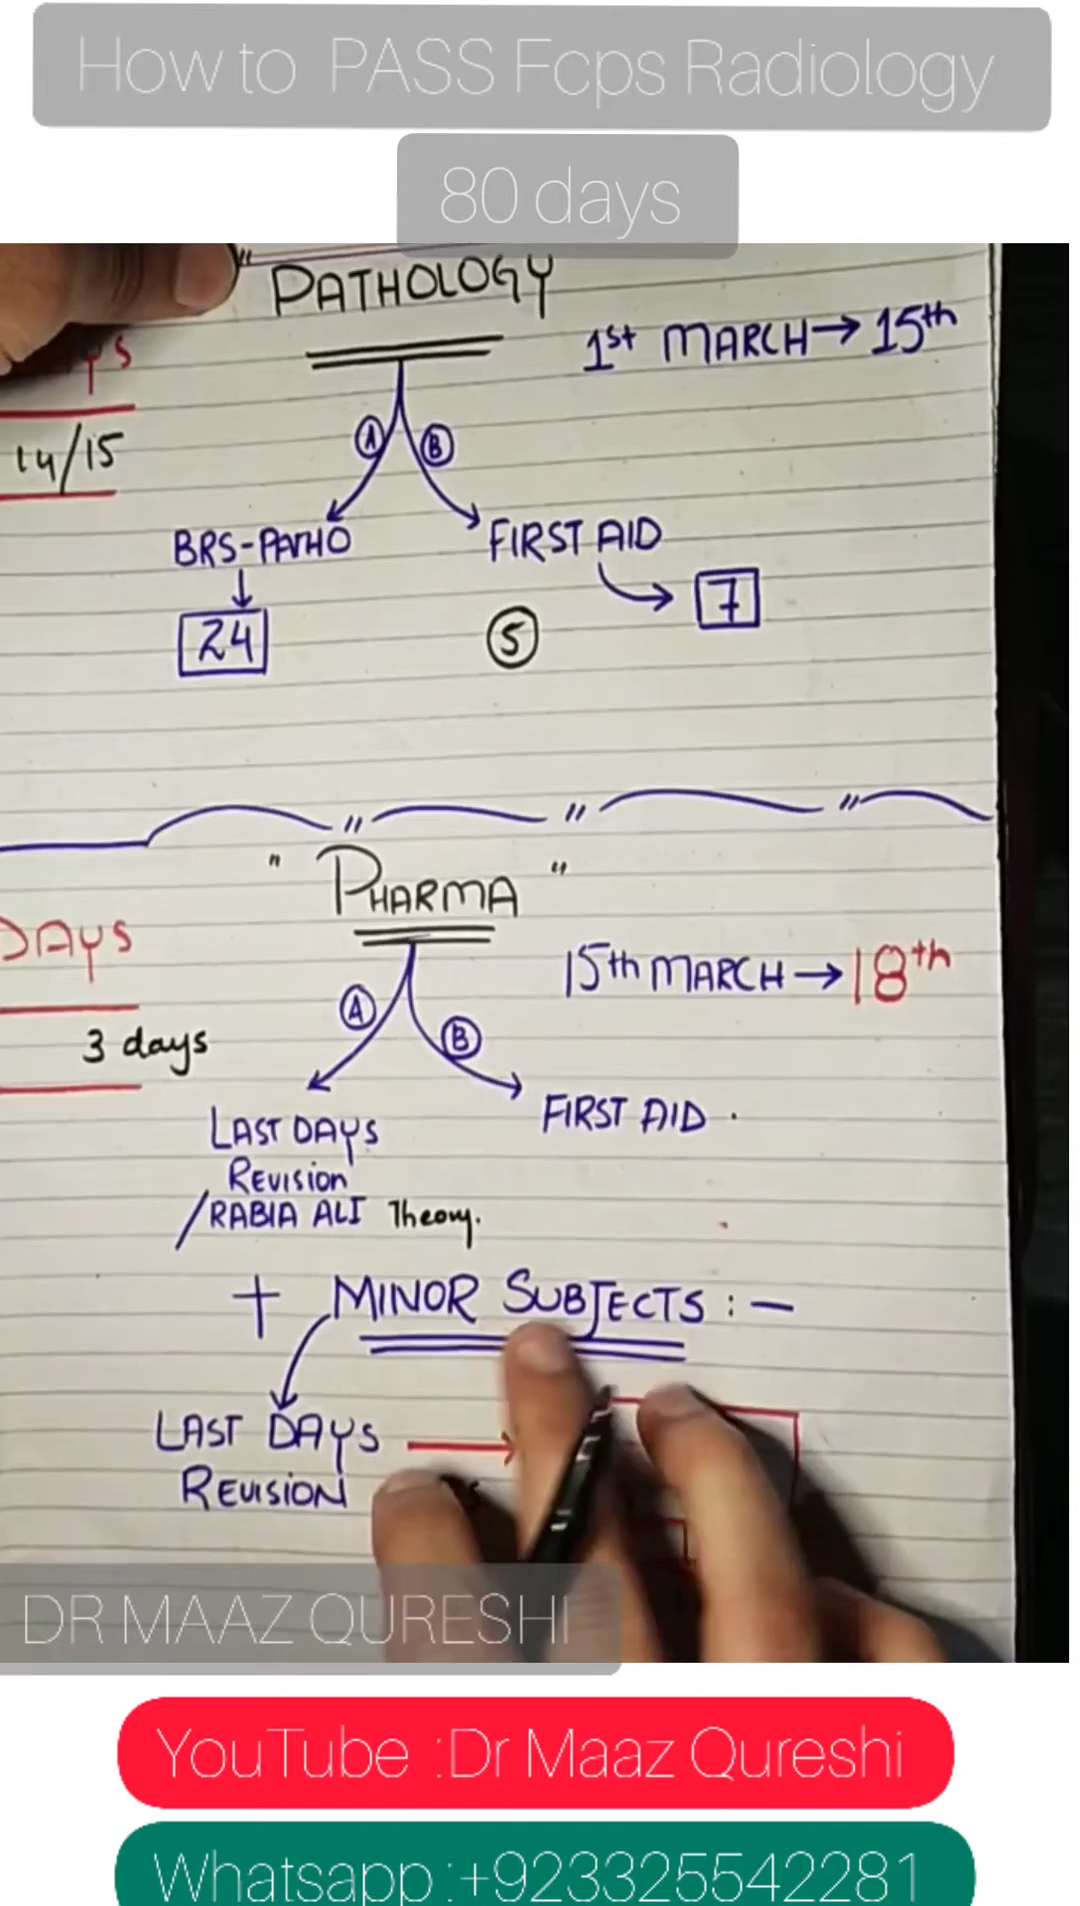 How to PASS Fcps Radiology
80 days
" PATHOLOGY
1st MARCH → 15th
14/15
A
B
BRS-PATHO
FIRST AID
24
5
7
" PHARMA "
DAYS
15th MARCH → 18th
3 days
A
B
LAST DAYS
REVISION
/RABIA ALI Theory.
FIRST AID .
+ MINOR SUBJECTS : —
LAST DAYS
REVISION
DR MAAZ QURESHI
YouTube :Dr Maaz Qureshi
Whatsapp :+923325542281